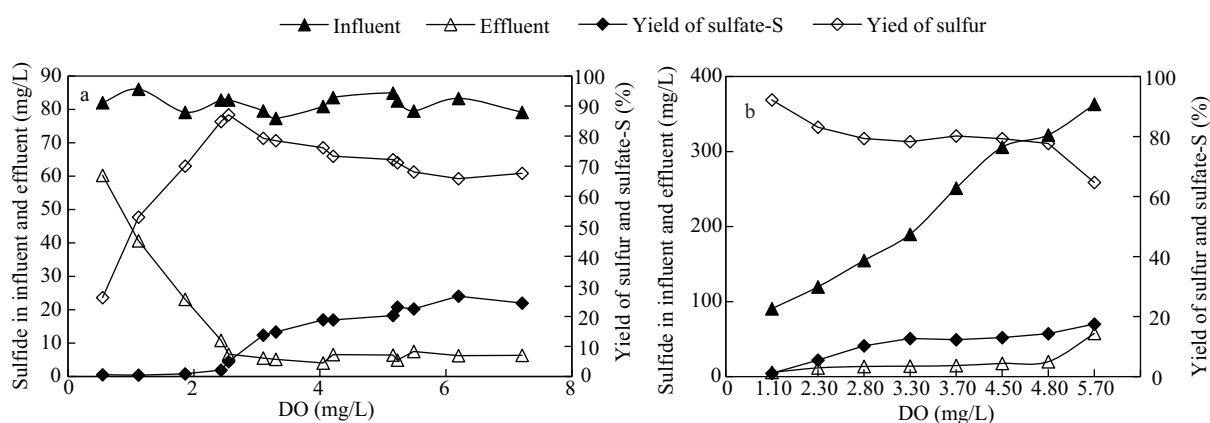 Influent Effluent Yield of sulfate-S Yied of sulfur
a
Sulfide in influent and effluent (mg/L)
90
80
70
60
50
40
30
20
10
0
0 2 4 6 8
DO (mg/L)
100
90
80
70
60
50
40
30
20
10
0
Yield of sulfur and sulfate-S (%)
b
Sulfide in influent and effluent (mg/L)
400
300
200
100
0
0 1.10 2.30 2.80 3.30 3.70 4.50 4.80 5.70
DO (mg/L)
100
80
60
40
20
0
Yield of sulfur and sulfate-S (%)